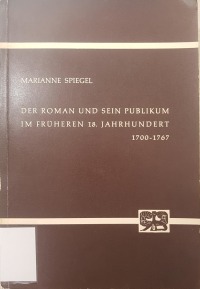 MARIANNE SPIEGEL
DER ROMAN UND SEIN PUBLIKUM
IM FRÜHEREN 18. JAHRHUNDERT
1700-1767